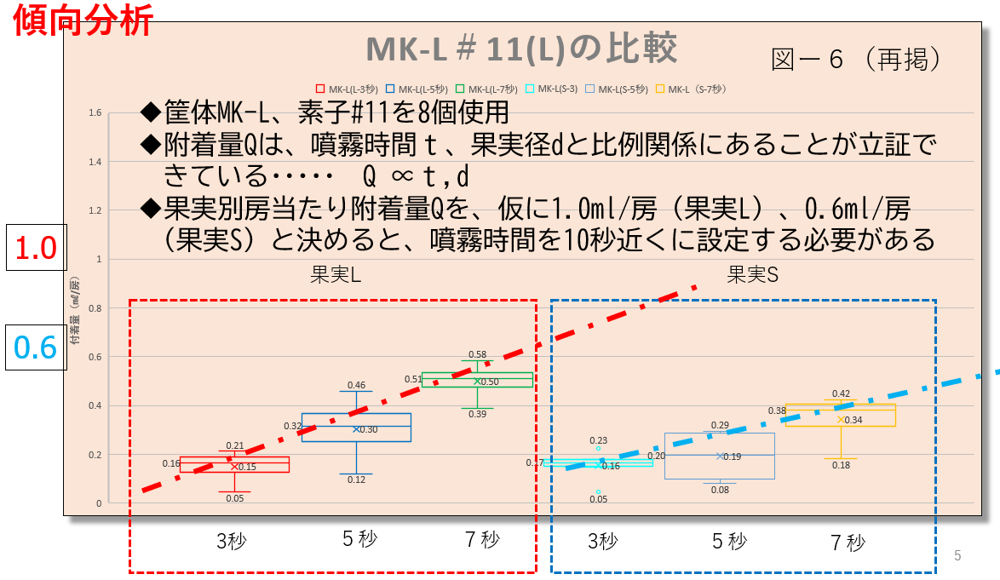 傾向分析
MK-L＃11(L)の比較
図－６（再掲）
MK-L(L-3秒) MK-L(L-5秒) MK-L(L-7秒) MK-L(S-3) MK-L(S-5秒) MK-L（S-7秒）
◆筐体MK-L、素子#11を8個使用
◆附着量Qは、噴霧時間ｔ、果実径dと比例関係にあることが立証で
きている･････　Q ∝ t,d
◆果実別房当たり附着量Qを、仮に1.0ml/房（果実L）、0.6ml/房
（果実S）と決めると、噴霧時間を10秒近くに設定する必要がある
1.0
0.6
付着量（㎖/房）
1.6
1.4
1.2
1
0.8
0.6
0.4
0.2
0
果実L
果実S
0.21
0.16
0.15
0.05
0.46
0.32
0.30
0.12
0.58
0.51
0.50
0.39
0.23
0.17
0.16
0.05
0.29
0.20
0.19
0.08
0.42
0.38
0.34
0.18
3秒
５秒
７秒
3秒
５秒
７秒
5